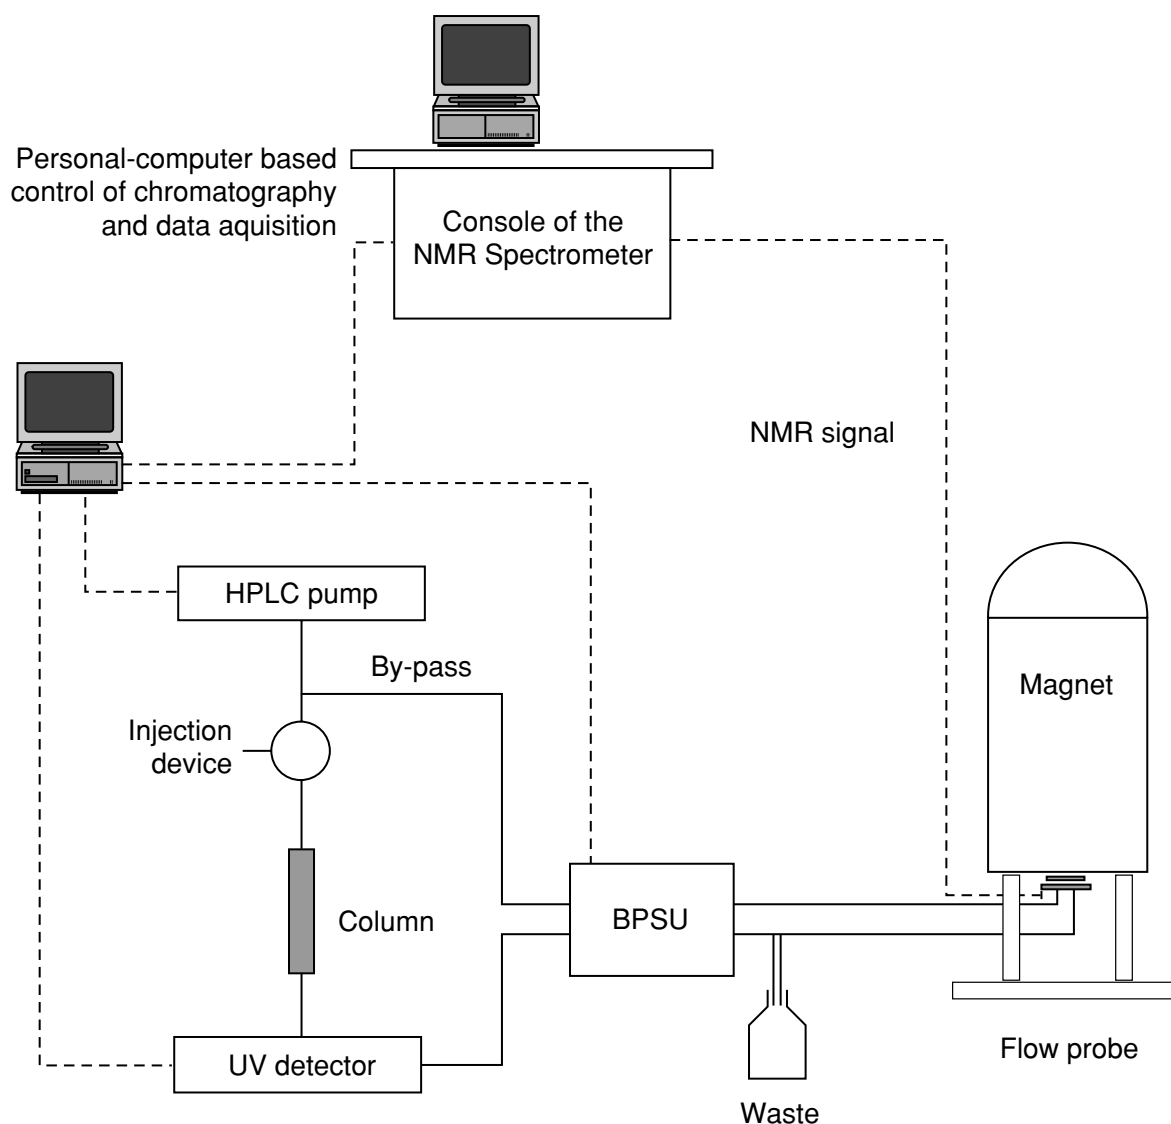 Personal-computer based
control of chromatography
and data aquisition
Console of the
NMR Spectrometer
NMR signal
HPLC pump
By-pass
Magnet
Injection
device
Column
BPSU
UV detector
Flow probe
Waste